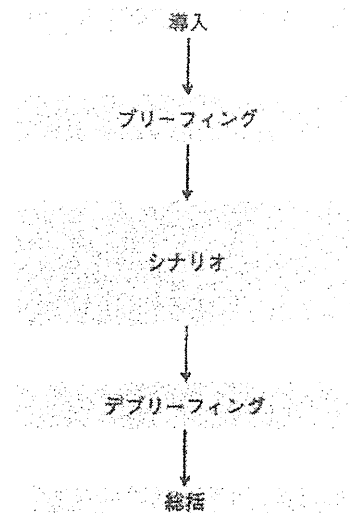 導入
ブリーフィング
シナリオ
デブリーフィング
総括